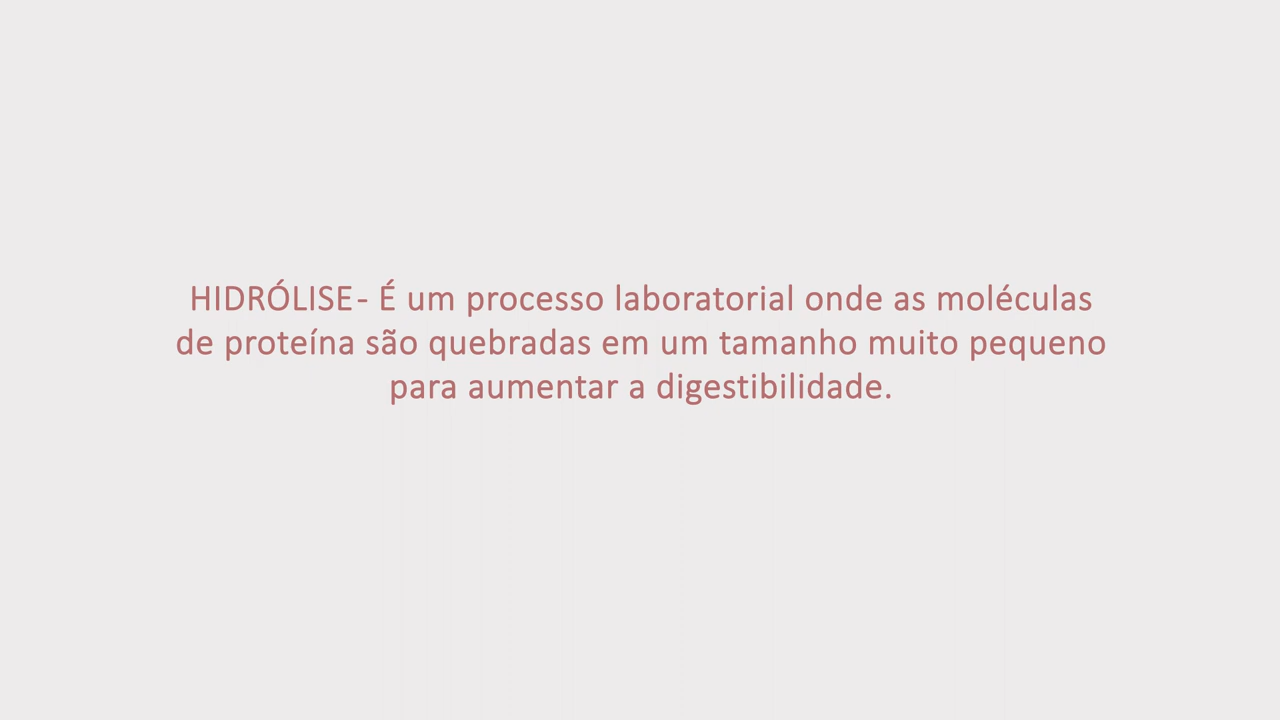 HIDRÓLISE - É um processo laboratorial onde as moléculas
de proteína são quebradas em um tamanho muito pequeno
para aumentar a digestibilidade.